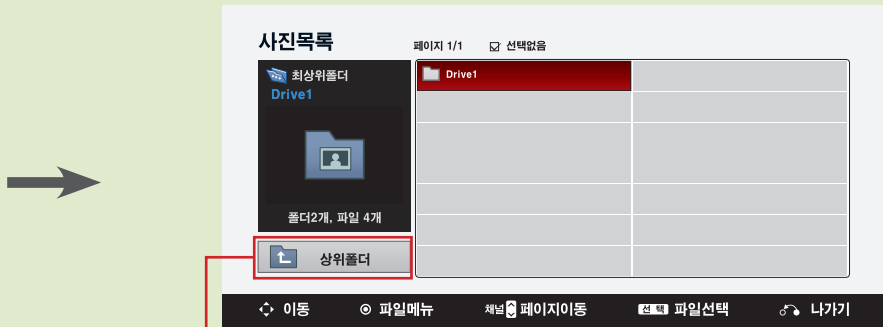 사진목록
페이지 1/1 선택없음
최상위폴더
Drive1
Drive1
폴더2개, 파일 4개
상위폴더
이동 파일메뉴 채널 페이지이동 선택 파일선택 나가기